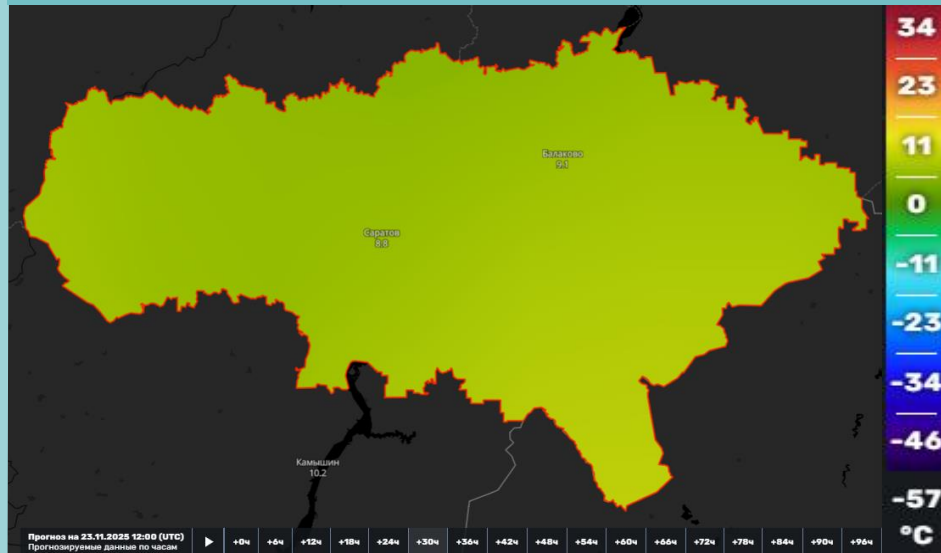 34
23
11
0
-11
-23
-34
-46
-57
°C
Балаково
9.1
Саратов
8.8
Камышин
10.2
Прогноз на 23.11.2025 12:00 (UTC)
Прогнозируемые данные по часам
+0ч +6ч +12ч +18ч +24ч +30ч +36ч +42ч +48ч +54ч +60ч +66ч +72ч +78ч +84ч +90ч +96ч